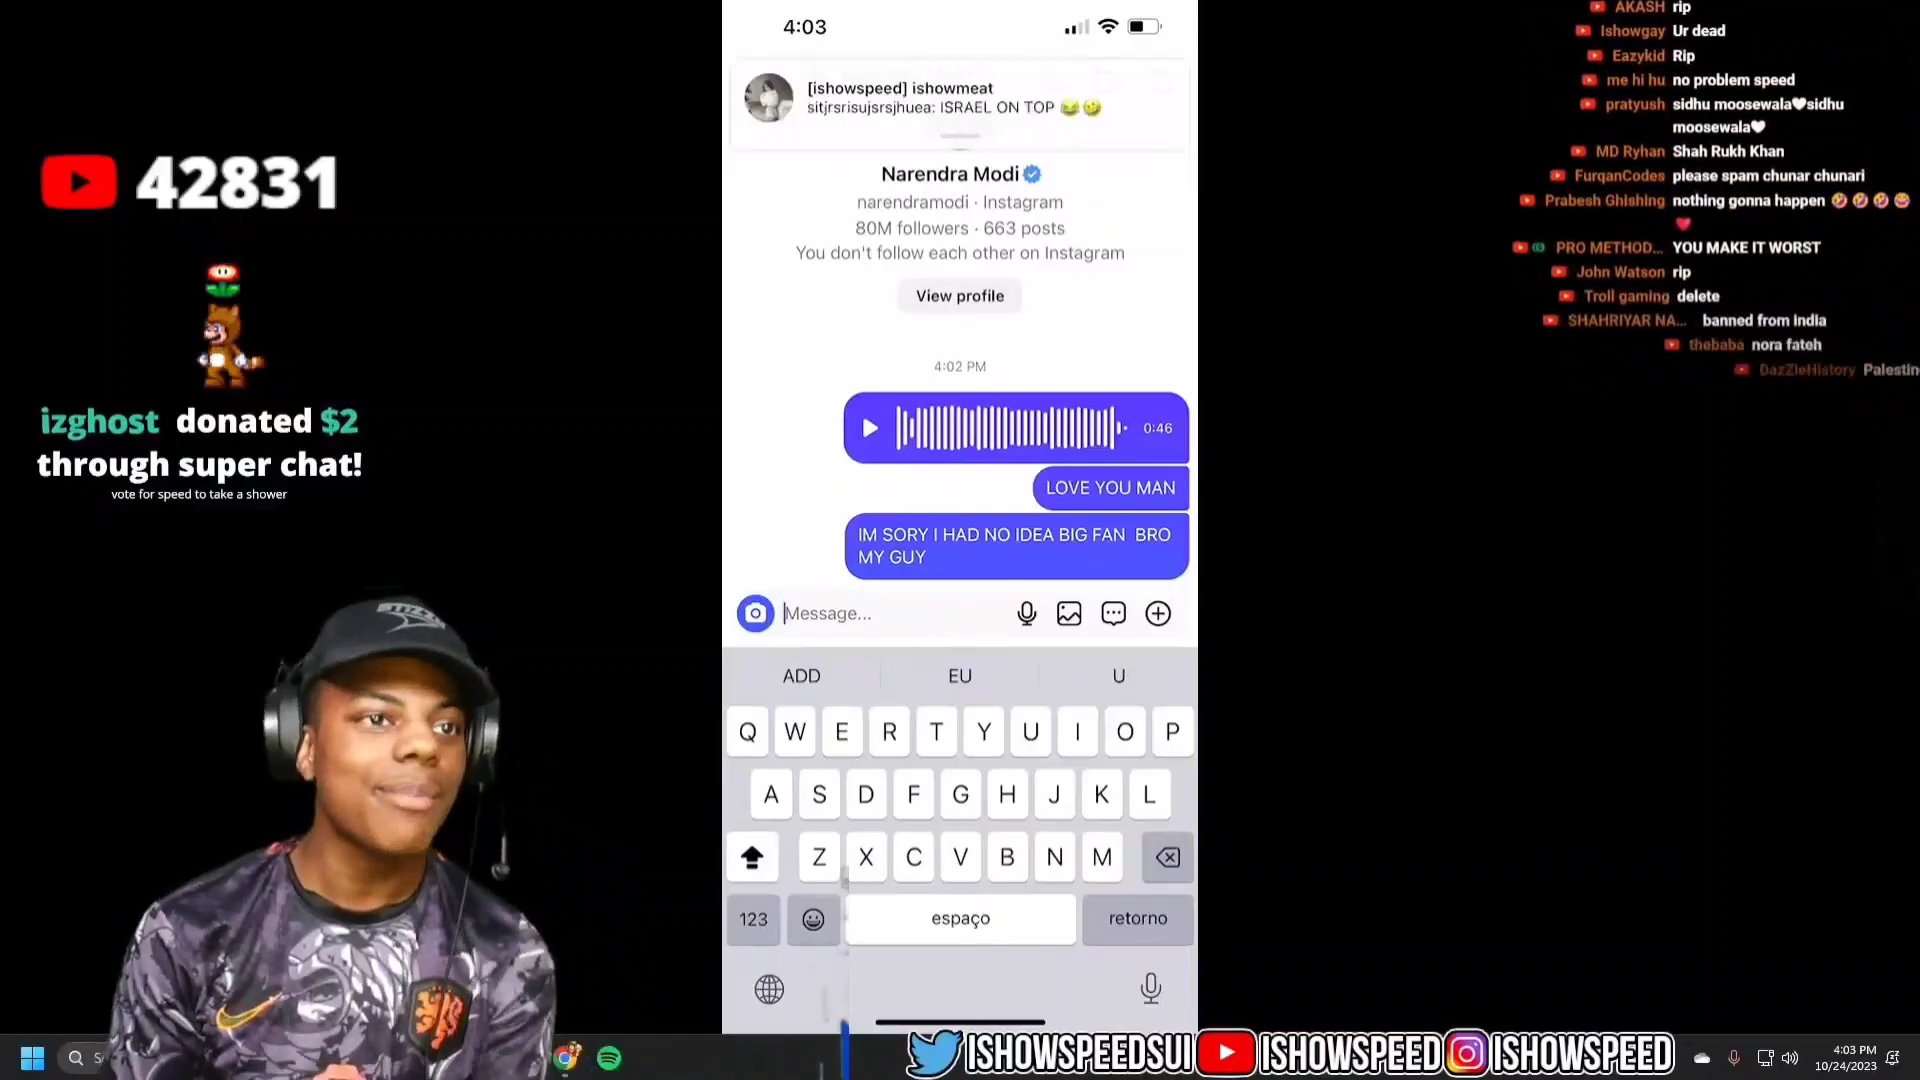 42831
izghost donated $2
through super chat!
vote for speed to take a shower
4:03
[ishowspeed] ishowmeat
sitjrsrisujsrsjhuea: ISRAEL ON TOP 😂🤣
Narendra Modi
narendramodi · Instagram
80M followers · 663 posts
You don't follow each other on Instagram
View profile
4:02 PM
0:46
LOVE YOU MAN
IM SORY I HAD NO IDEA BIG FAN BRO
MY GUY
Message...
ADD EU U
Q W E R T Y U I O P
A S D F G H J K L
Z X C V B N M
123 espaço retorno
AKASH rip
Ishowgay Ur dead
Eazykid Rip
me hi hu no problem speed
pratyush sidhu moosewala🤍sidhu
moosewala🤍
MD Ryhan Shah Rukh Khan
FurqanCodes please spam chunar chunari
Prabesh Ghishing nothing gonna happen 🤣🤣🤣😂
❤️
PRO METHOD... YOU MAKE IT WORST
John Watson rip
Troll gaming delete
SHAHRIYAR NA... banned from india
thebaba nora fateh
DazZleHistory Palestin
ISHOWSPEEDSUI ISHOWSPEED ISHOWSPEED
4:03 PM
10/24/2023